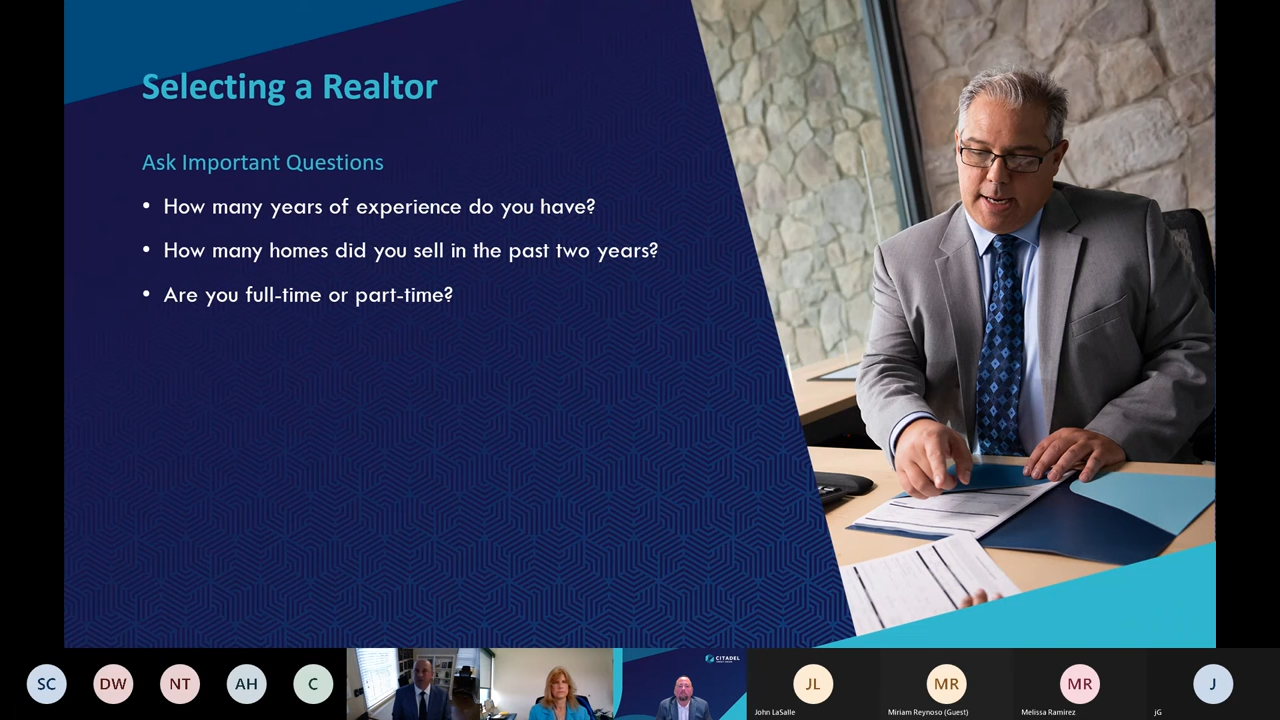 Selecting a Realtor
Ask Important Questions
• How many years of experience do you have?
• How many homes did you sell in the past two years?
• Are you full-time or part-time?
SC
DW
NT
AH
C
CITADEL
JL
MR
MR
J
John LaSalle
Miriam Reynoso (Guest)
Melissa Ramirez
jG